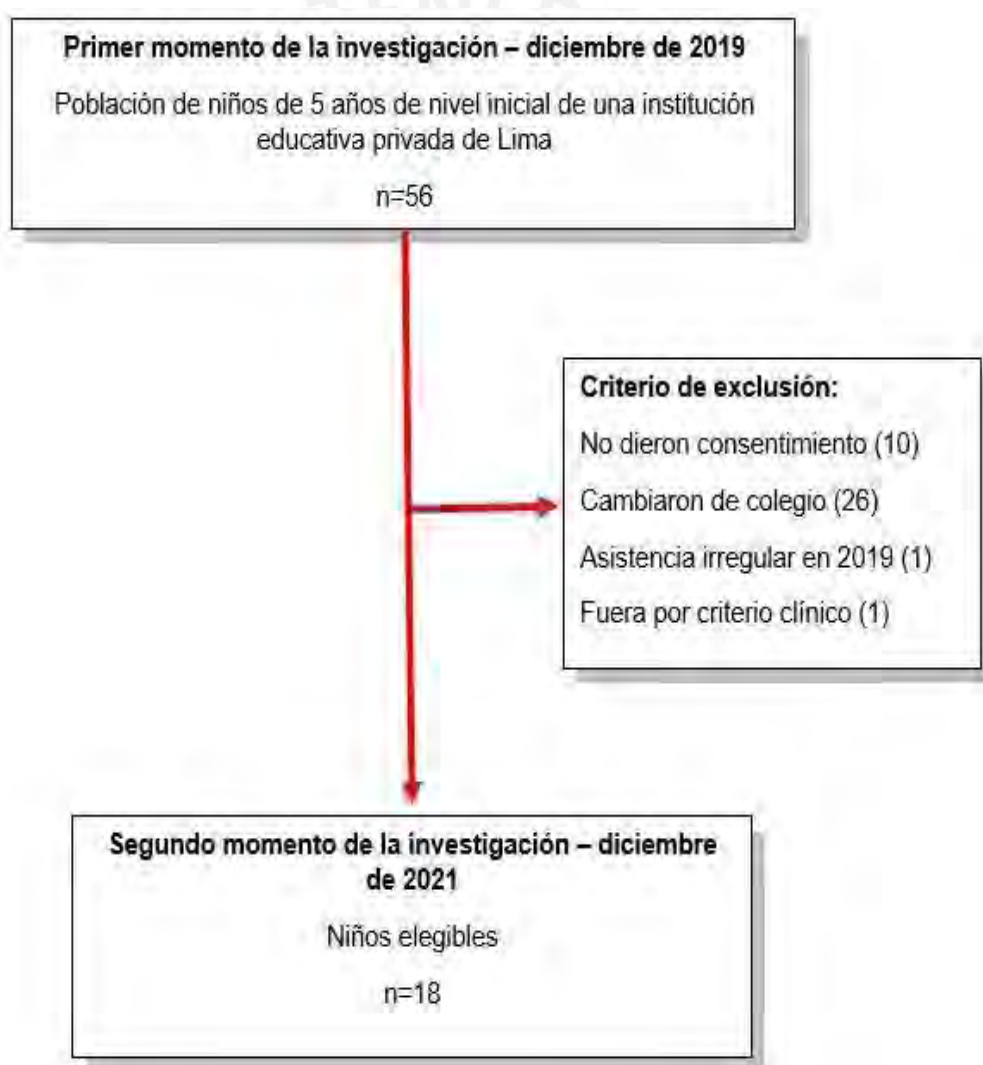 Primer momento de la investigación – diciembre de 2019
Población de niños de 5 años de nivel inicial de una institución
educativa privada de Lima
n=56
Criterio de exclusión:
No dieron consentimiento (10)
Cambiaron de colegio (26)
Asistencia irregular en 2019 (1)
Fuera por criterio clínico (1)
Segundo momento de la investigación – diciembre
de 2021
Niños elegibles
n=18